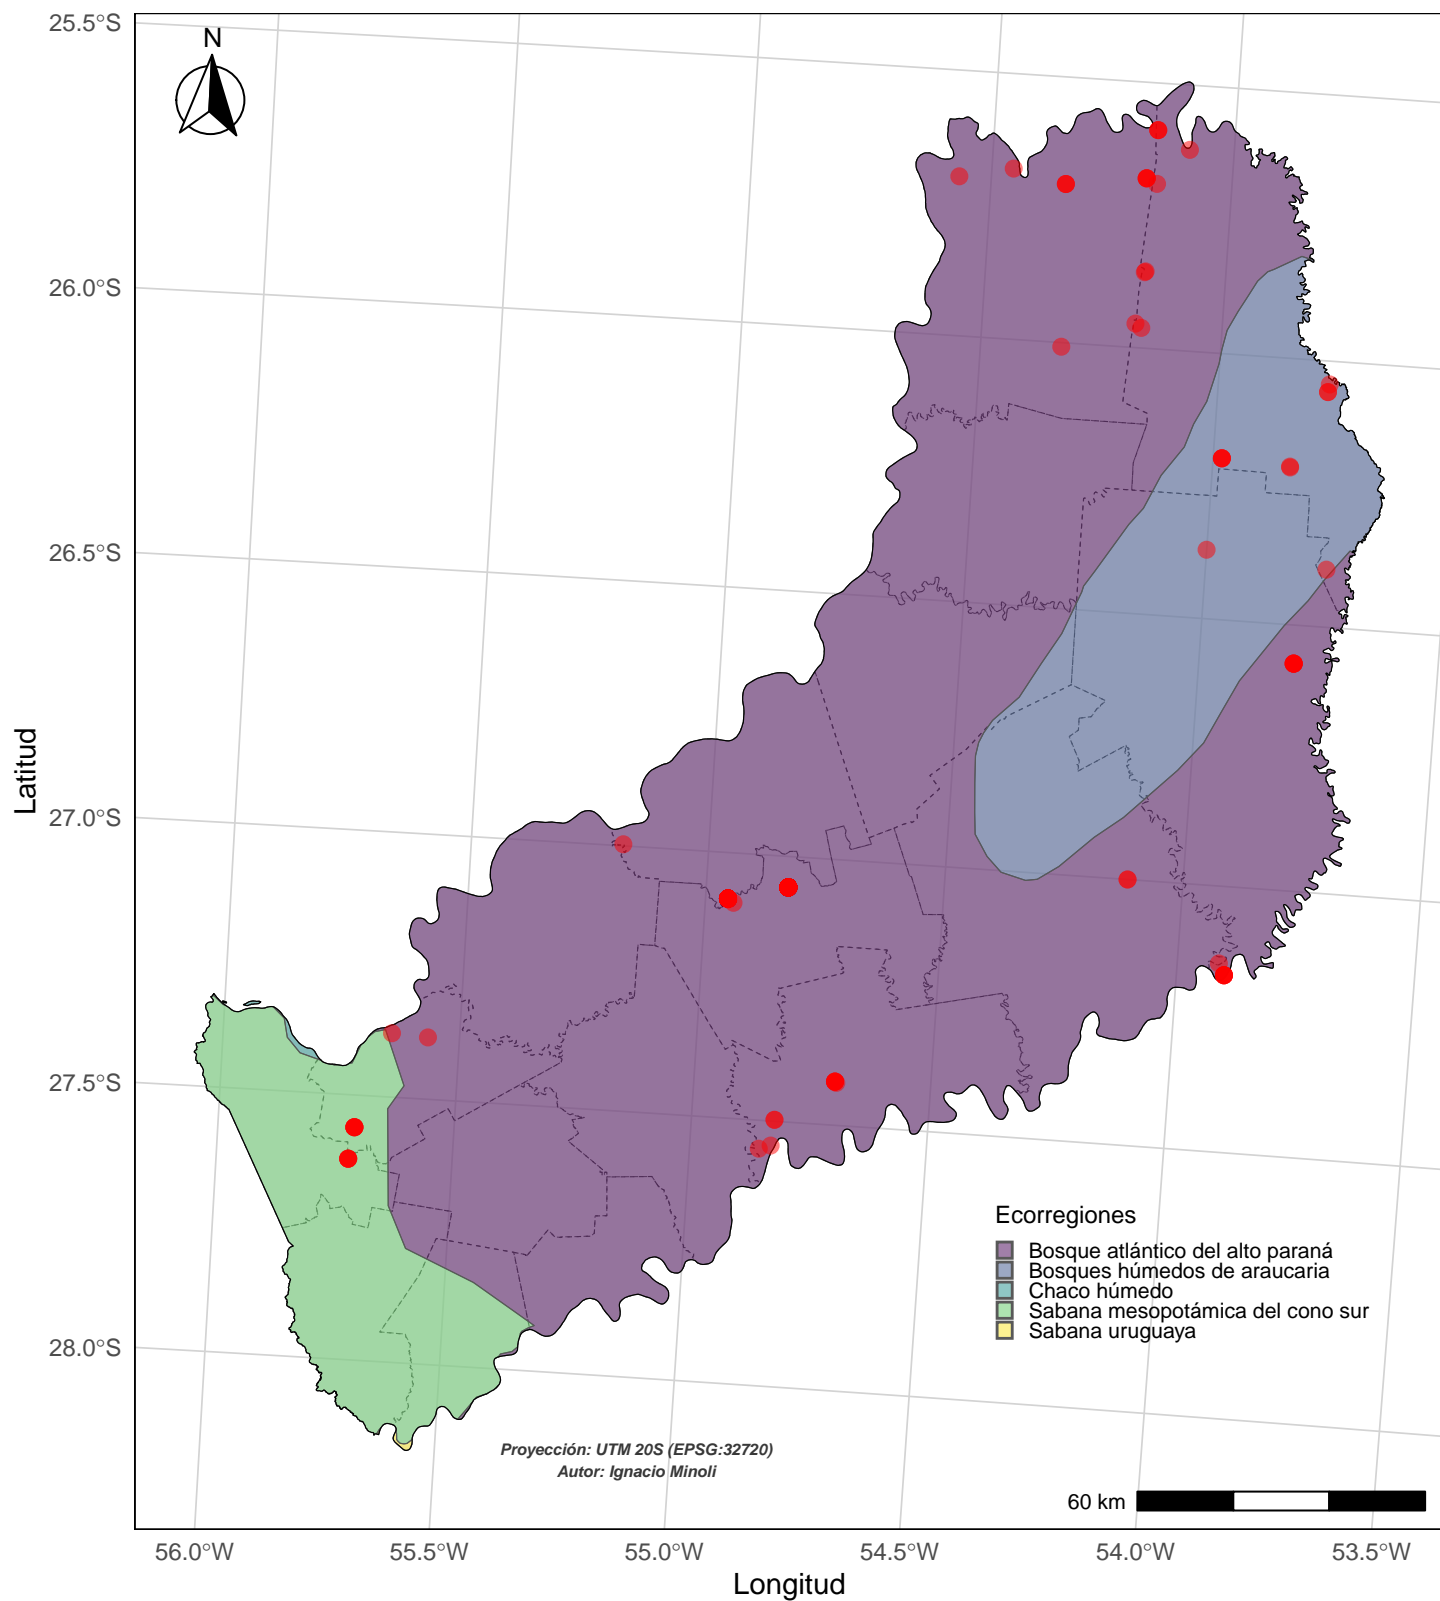 25.5°S
26.0°S
26.5°S
27.0°S
27.5°S
28.0°S
Latitud
N
Ecorregiones
Bosque atlántico del alto paraná
Bosques húmedos de araucaria
Chaco húmedo
Sabana mesopotámica del cono sur
Sabana uruguaya
Proyección: UTM 20S (EPSG:32720)
Autor: Ignacio Minoli
60 km
56.0°W 55.5°W 55.0°W 54.5°W 54.0°W 53.5°W
Longitud